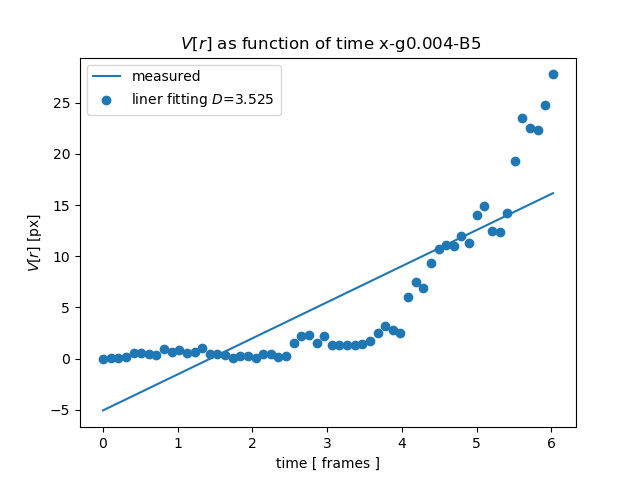 V[r] as function of time x-g0.004-B5
measured
liner fitting D=3.525
25
20
15
10
5
0
−5
V[r] [px]
0 1 2 3 4 5 6
time [ frames ]